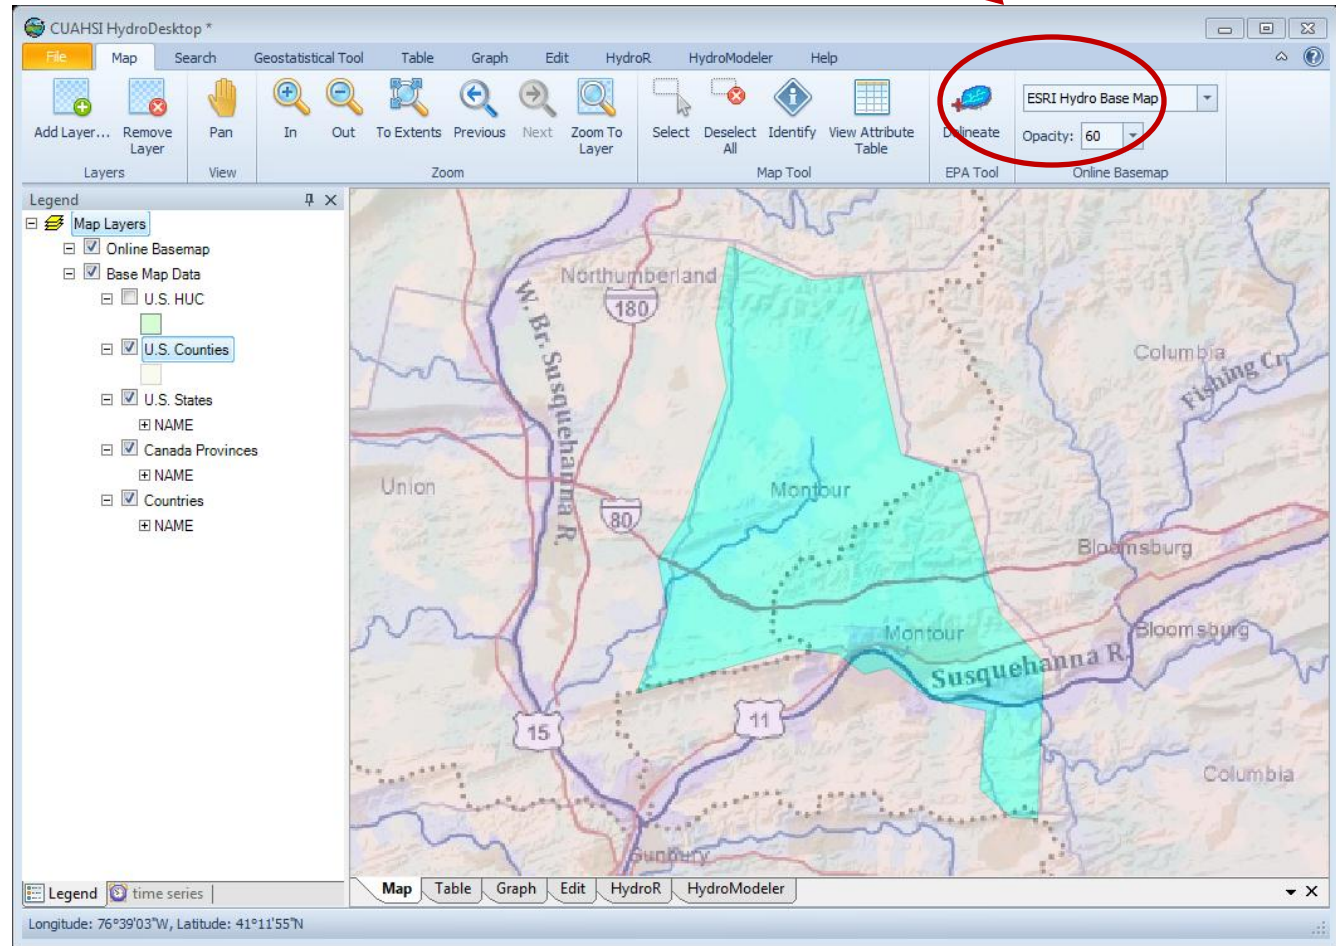 CUAHSI HydroDesktop *
File Map Search Geostatistical Tool Table Graph Edit HydroR HydroModeler Help
Add Layer... Remove Layer Pan In Out To Extents Previous Next Zoom To Layer Select Deselect All Identify View Attribute Table Delineate
ESRI Hydro Base Map
Opacity: 60
Layers View Zoom Map Tool EPA Tool Online Basemap
Legend
Map Layers
Online Basemap
Base Map Data
U.S. HUC
U.S. Counties
U.S. States
NAME
Canada Provinces
NAME
Countries
NAME
Northumberland
180
W. Br. Susquehanna R.
Columbia
Fishing Cr
Union
Montour
80
Bloomsburg
Montour
Bloomsburg
Susquehanna R.
15
11
Columbia
Sunbury
Legend time series
Map Table Graph Edit HydroR HydroModeler
Longitude: 76°39'03"W, Latitude: 41°11'55"N